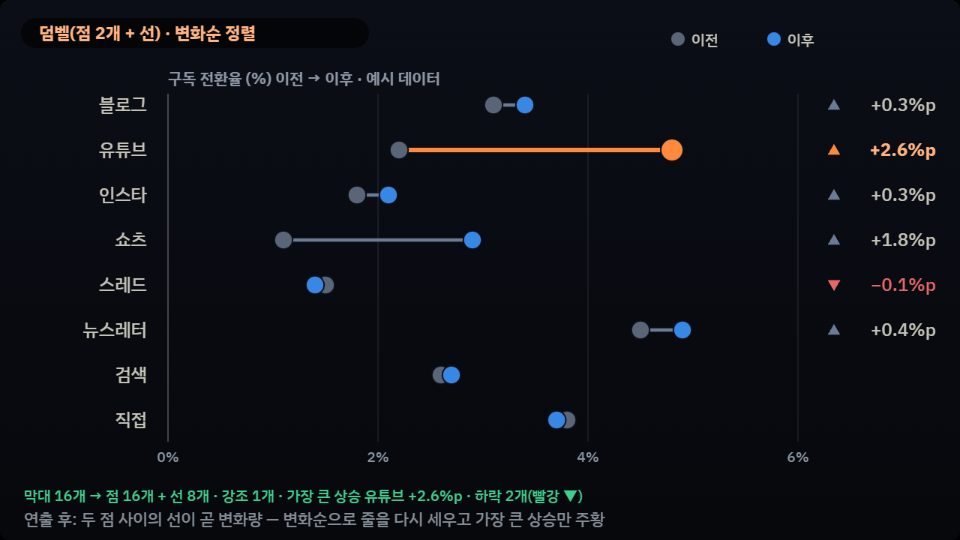 덤벨(점 2개 + 선) · 변화순 정렬
이전 이후
구독 전환율 (%) 이전 → 이후 · 예시 데이터
블로그 ▲ +0.3%p
유튜브 ▲ +2.6%p
인스타 ▲ +0.3%p
쇼츠 ▲ +1.8%p
스레드 ▼ −0.1%p
뉴스레터 ▲ +0.4%p
검색
직접
0% 2% 4% 6%
막대 16개 → 점 16개 + 선 8개 · 강조 1개 · 가장 큰 상승 유튜브 +2.6%p · 하락 2개(빨강 ▼)
연출 후: 두 점 사이의 선이 곧 변화량 — 변화순으로 줄을 다시 세우고 가장 큰 상승만 주황